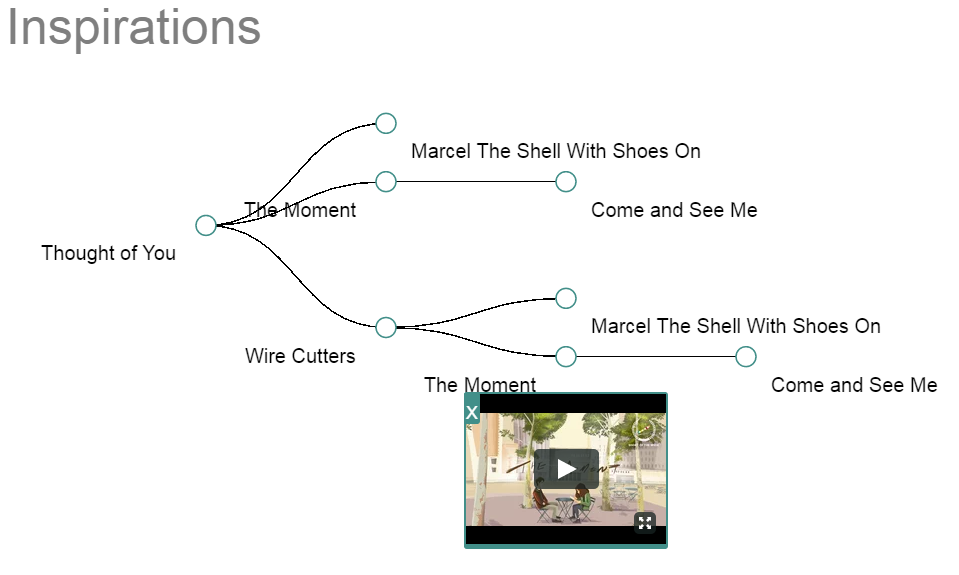 Inspirations
Marcel The Shell With Shoes On
The Moment
Come and See Me
Thought of You
Marcel The Shell With Shoes On
Wire Cutters
The Moment
Come and See Me
X